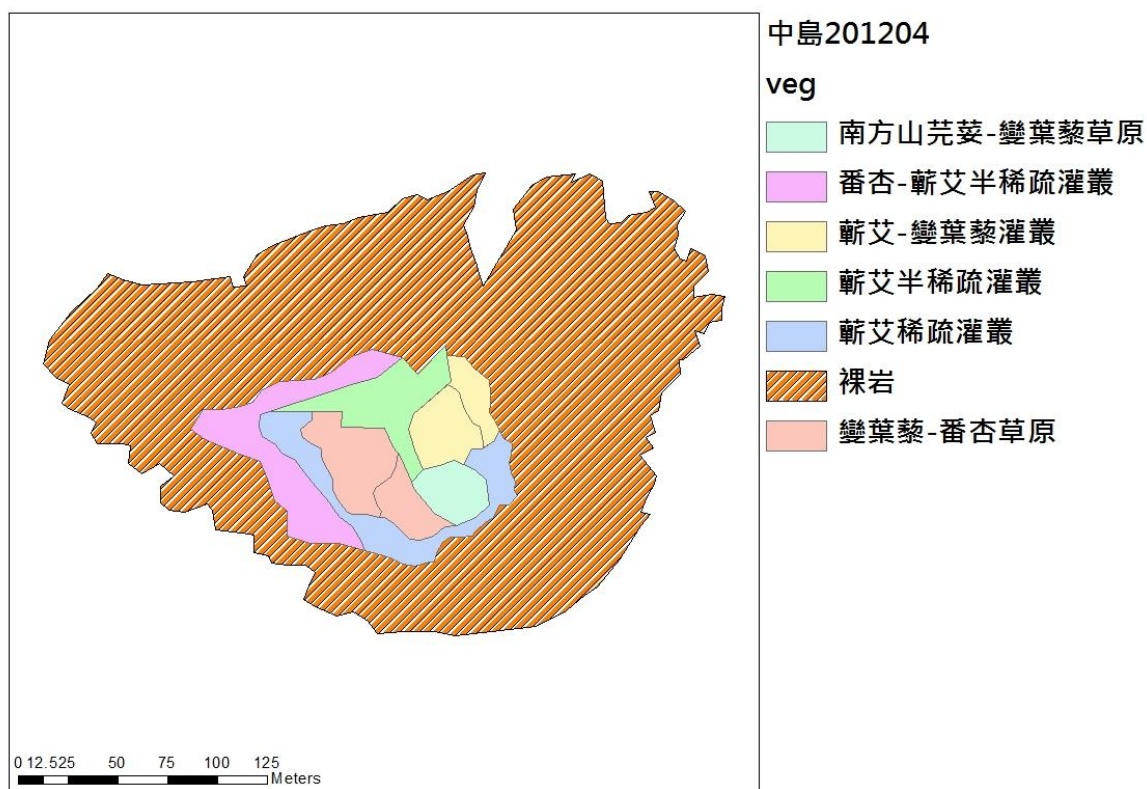 中島201204
veg
南方山芫荽-變葉藜草原
番杏-蘄艾半稀疏灌叢
蘄艾-變葉藜灌叢
蘄艾半稀疏灌叢
蘄艾稀疏灌叢
裸岩
變葉藜-番杏草原
0 12.525 50 75 100 125
Meters